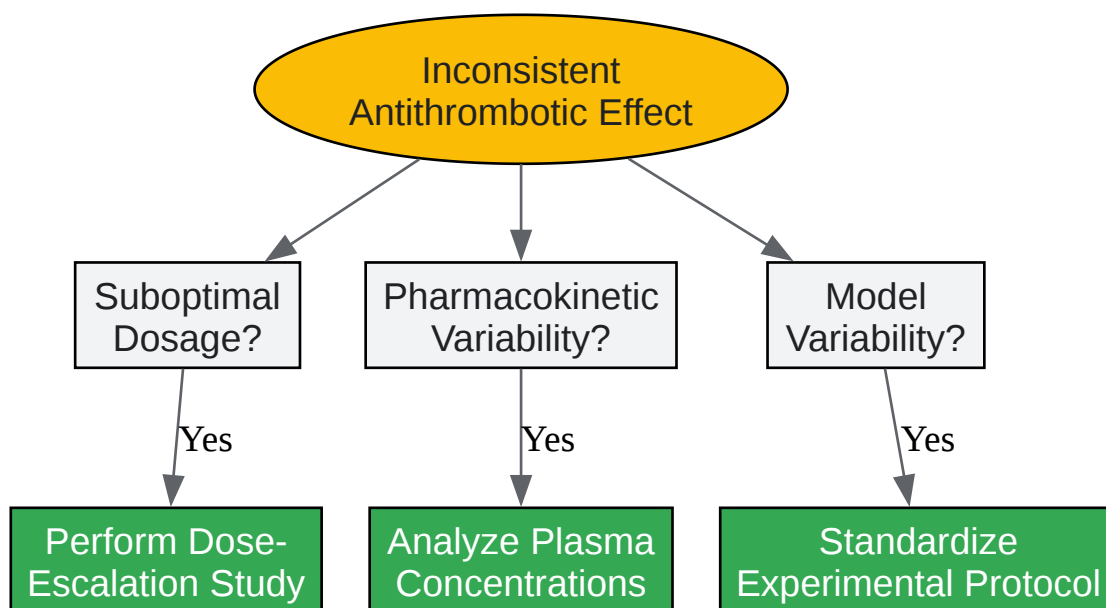 Inconsistent
Antithrombotic Effect
Suboptimal
Dosage?
Pharmacokinetic
Variability?
Model
Variability?
Yes
Yes
Yes
Perform Dose-
Escalation Study
Analyze Plasma
Concentrations
Standardize
Experimental Protocol